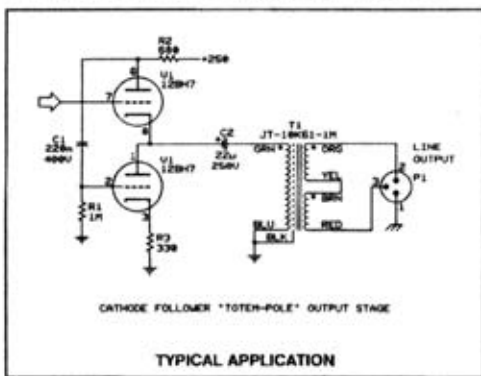 R2
680
+250
V1
12BH7
6
7
8
C1
220n
400V
C2
22µ
250V
T1
JT-10K61-1M
GRN
ORG
YEL
BRN
BLU
RED
BLK
LINE
OUTPUT
P1
2
3
1
V1
12BH7
1
2
3
R1
1M
R3
330
CATHODE FOLLOWER "TOTEM-POLE" OUTPUT STAGE
TYPICAL APPLICATION